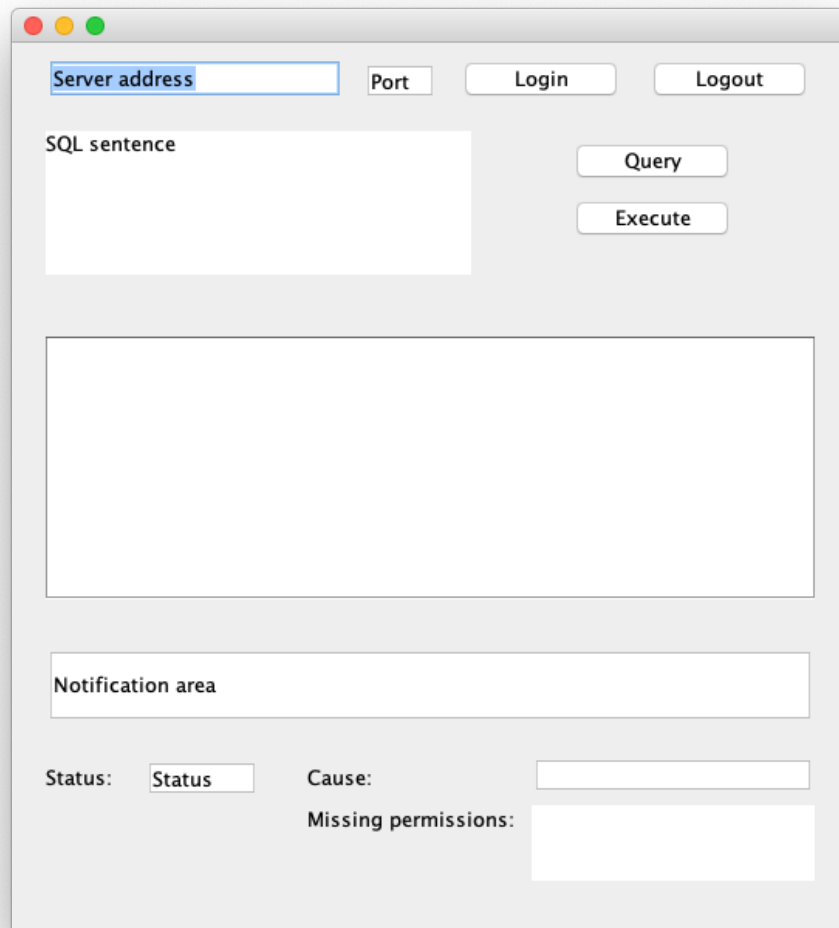 Server address Port Login Logout
SQL sentence
Query
Execute
Notification area
Status: Status Cause:
Missing permissions: